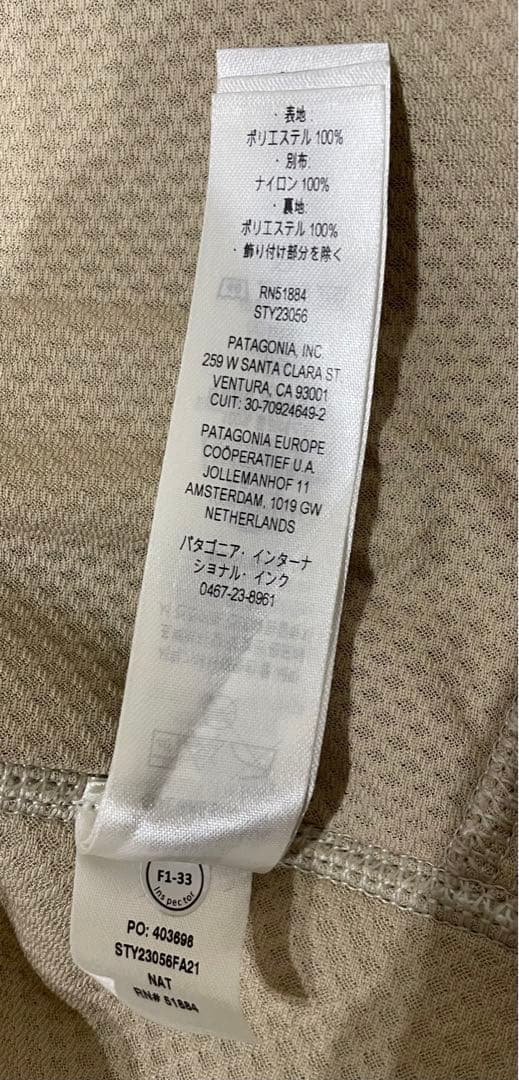 ・表地:
ポリエステル 100%
・別布:
ナイロン 100%
・裏地:
ポリエステル 100%
・飾り付け部分を除く
RN51884
STY23056
PATAGONIA, INC.
259 W SANTA CLARA ST
VENTURA, CA 93001
CUIT: 30-70924649-2
PATAGONIA EUROPE
COÖPERATIEF U.A.
JOLLEMANHOF 11
AMSTERDAM, 1019 GW
NETHERLANDS
パタゴニア・インターナ
ショナル・インク
0467-23-8961
F1-33
Inspector
PO: 403698
STY23056FA21
NAT
RN# 51884